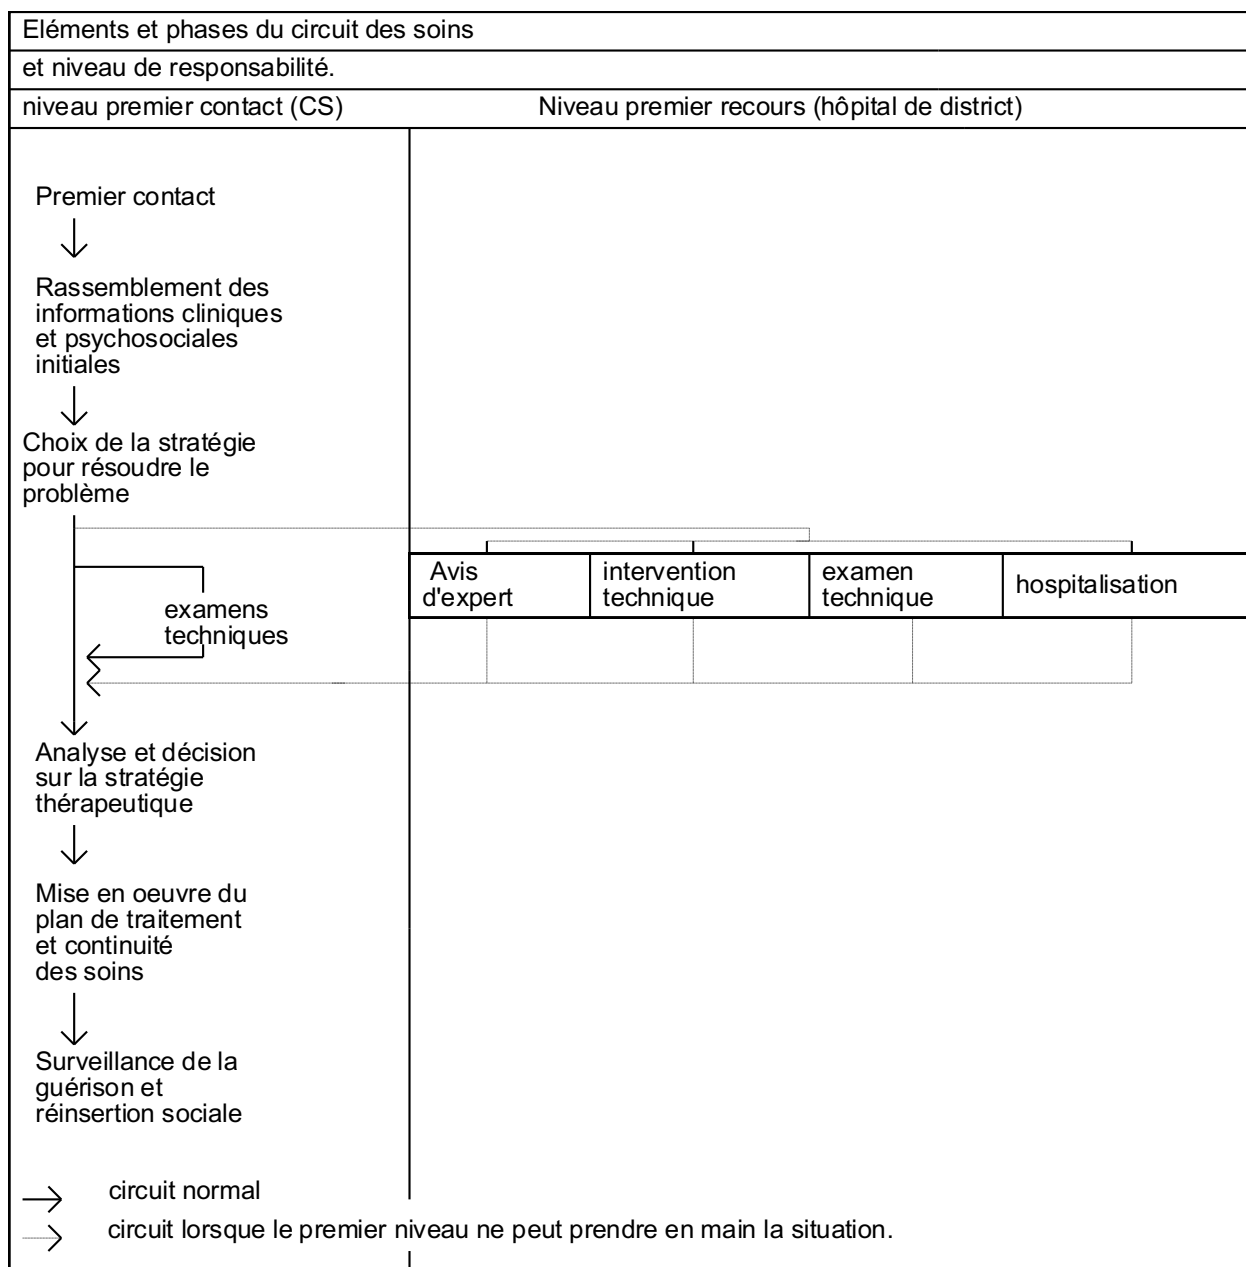 Eléments et phases du circuit des soins
et niveau de responsabilité.
niveau premier contact (CS)
Niveau premier recours (hôpital de district)
Premier contact
Rassemblement des
informations cliniques
et psychosociales
initiales
Choix de la stratégie
pour résoudre le
problème
examens
techniques
Avis
d'expert
intervention
technique
examen
technique
hospitalisation
Analyse et décision
sur la stratégie
thérapeutique
Mise en oeuvre du
plan de traitement
et continuité
des soins
Surveillance de la
guérison et
réinsertion sociale
circuit normal
circuit lorsque le premier niveau ne peut prendre en main la situation.